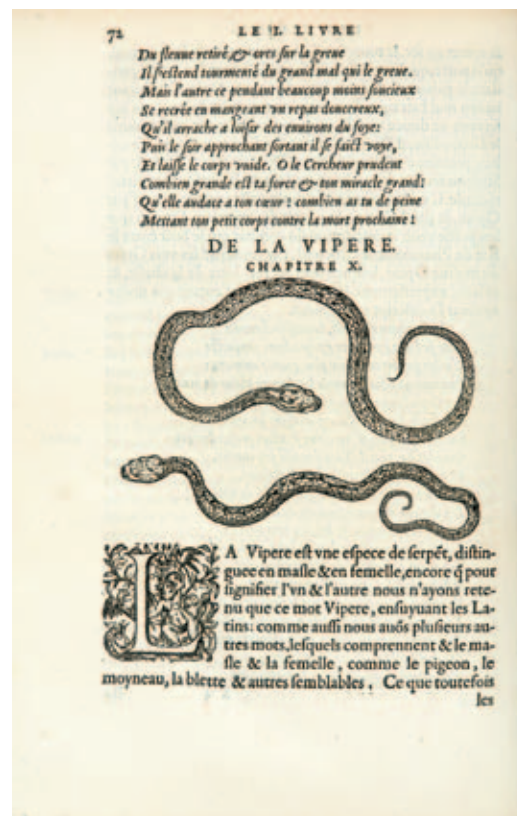 72 LE I. LIVRE
Du fleuue retiré, & ores sur la greue
Il s'estend tourmenté du grand mal qui le greue.
Mais l'autre ce pendant beaucoup moins soucieux
Se recrée en mangeant vn repas doucereux,
Qu'il arrache a loisir des enuirons du foye:
Puis le soir approchant sortant il se faict voye,
Et laisse le corps vuide. O le Cercheur prudent
Combien grande est ta force & ton miracle grand!
Qu'elle audace a ton cœur! combien as tu de peine
Mettant ton petit corps contre la mort prochaine!
DE LA VIPERE.
CHAPITRE X.
LA Vipere est vne espece de serpẽt, distin-
guee en masle & en femelle, encore q̃ pour
signifier l'vn & l'autre nous n'ayons rete-
nu que ce mot Vipere, ensuyuant les La-
tins: comme aussi nous auõs plusieurs au-
tres mots, lesquels comprennent & le ma-
sle & la femelle, comme le pigeon, le
moyneau, la blette & autres semblables. Ce que toutefois
les